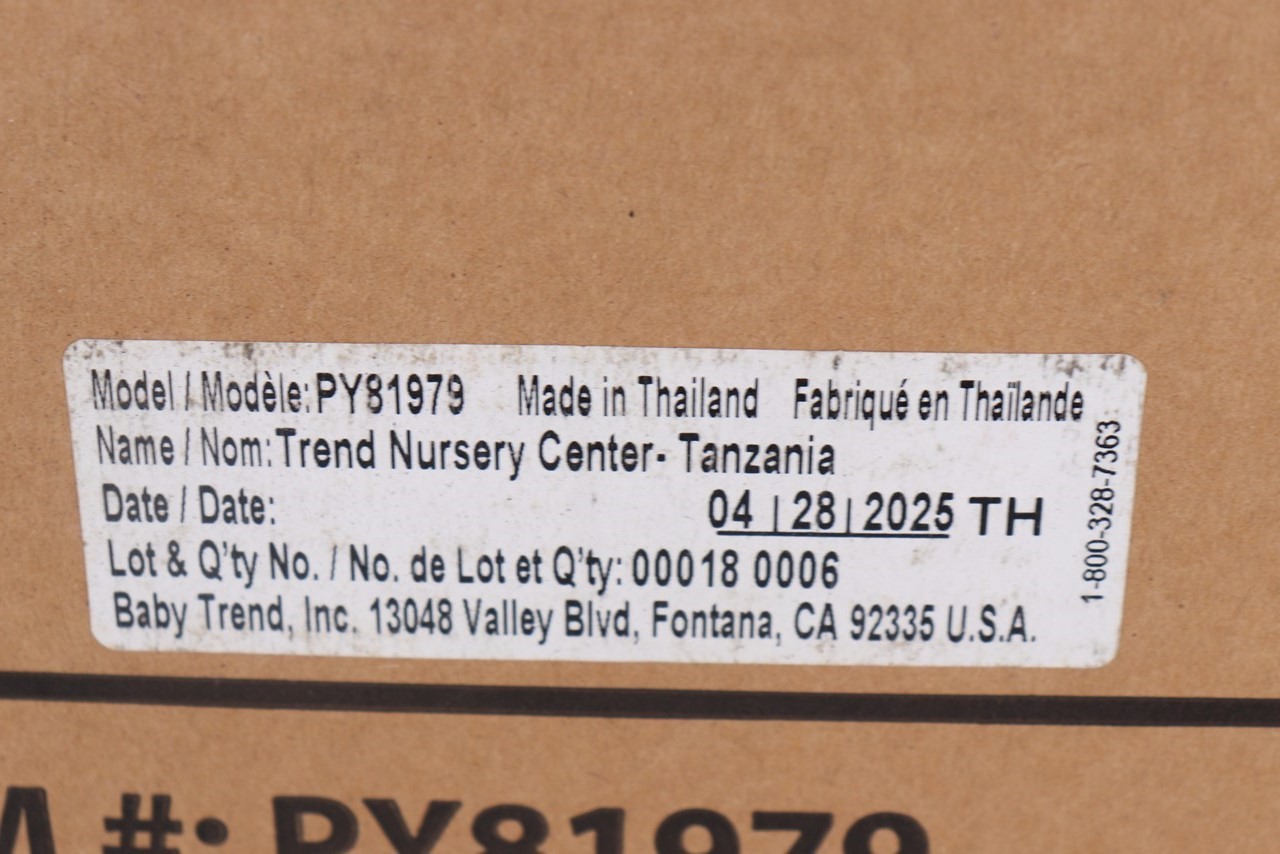 Model / Modèle: PY81979 Made in Thailand Fabriqué en Thaïlande
Name / Nom: Trend Nursery Center- Tanzania
Date / Date: 04 | 28 | 2025 TH
Lot & Q'ty No. / No. de Lot et Q'ty: 00018 0006
Baby Trend, Inc. 13048 Valley Blvd, Fontana, CA 92335 U.S.A.
1-800-328-7363
#: PY81979